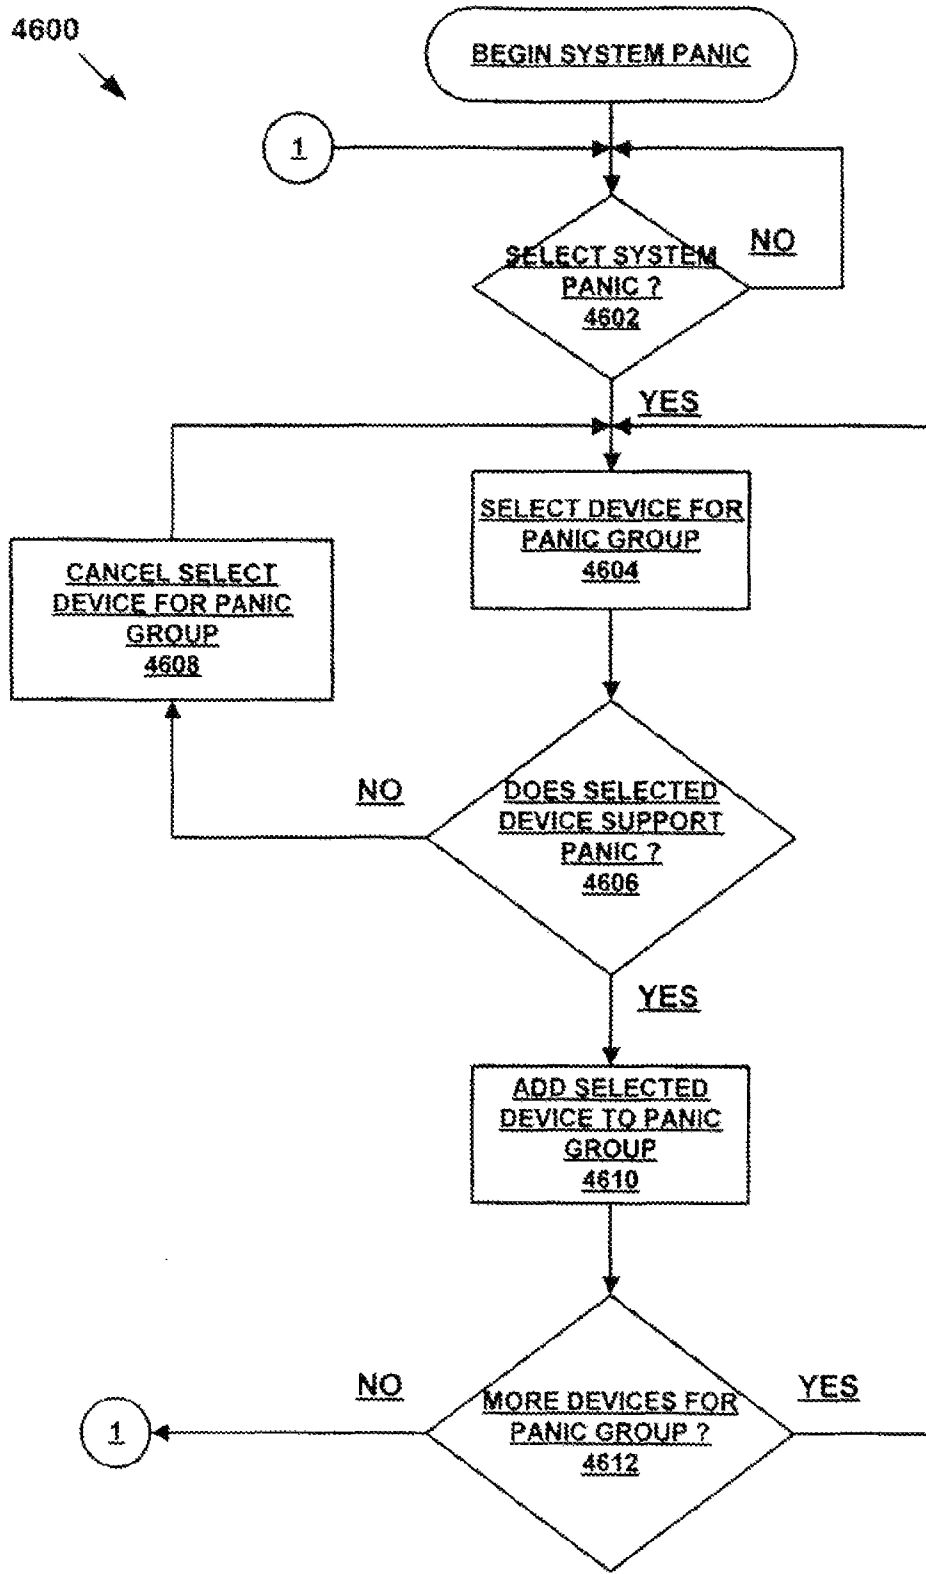 4600
BEGIN SYSTEM PANIC
1
SELECT SYSTEM
PANIC ?
4602
NO
YES
SELECT DEVICE FOR
PANIC GROUP
4604
CANCEL SELECT
DEVICE FOR PANIC
GROUP
4608
NO
DOES SELECTED
DEVICE SUPPORT
PANIC ?
4606
YES
ADD SELECTED
DEVICE TO PANIC
GROUP
4610
NO
MORE DEVICES FOR
PANIC GROUP ?
4612
YES
1